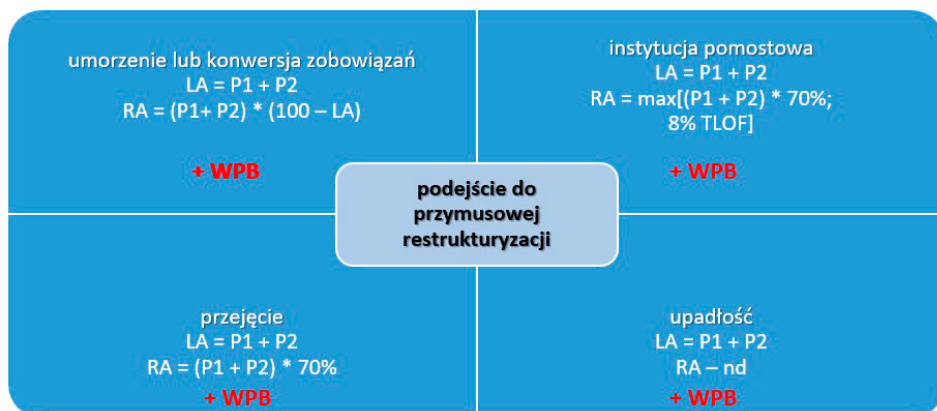 umorzenie lub konwersja zobowiązań
LA = P1 + P2
RA = (P1+ P2) * (100 – LA)
+ WPB
instytucja pomostowa
LA = P1 + P2
RA = max[(P1 + P2) * 70%;
8% TLOF]
+ WPB
podejście do
przymusowej
restrukturyzacji
przejęcie
LA = P1 + P2
RA = (P1 + P2) * 70%
+ WPB
upadłość
LA = P1 + P2
RA – nd
+ WPB